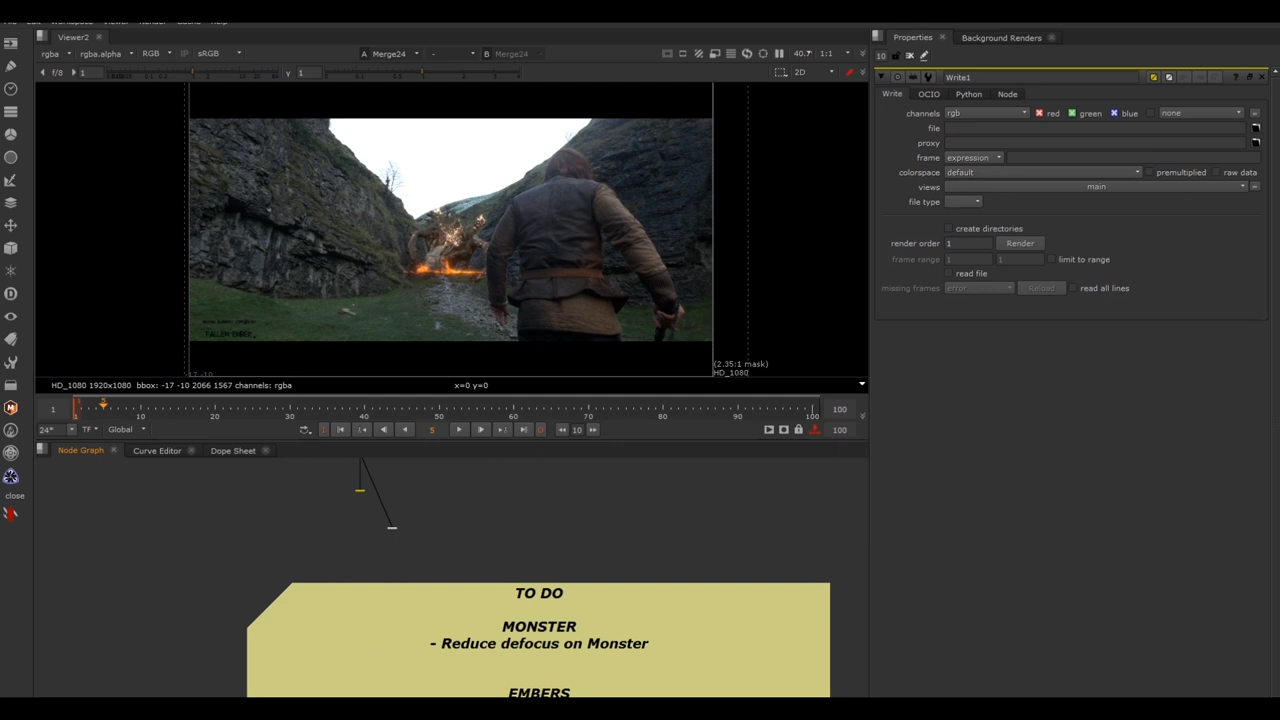 Viewer2
rgba rgba.alpha RGB IP sRGB A Merge24 - B Merge24 1:1
f/8 1 y 1 2D
(2.35:1 mask)
HD_1080
HD_1080 1920x1080 bbox: -17 -10 2066 1567 channels: rgba x=0 y=0
1 5 100
1 10 20 30 40 50 60 70 80 90 100
24* TF Global 5 10 100
Node Graph Curve Editor Dope Sheet
close
TO DO
MONSTER
- Reduce defocus on Monster
EMBERS
Properties Background Renders
10
Write1
Write OCIO Python Node
channels rgb red green blue none
file
proxy
frame expression
colorspace default premultiplied raw data
views main
file type
create directories
render order 1 Render
frame range 1 1 limit to range
read file
missing frames error Reload read all lines